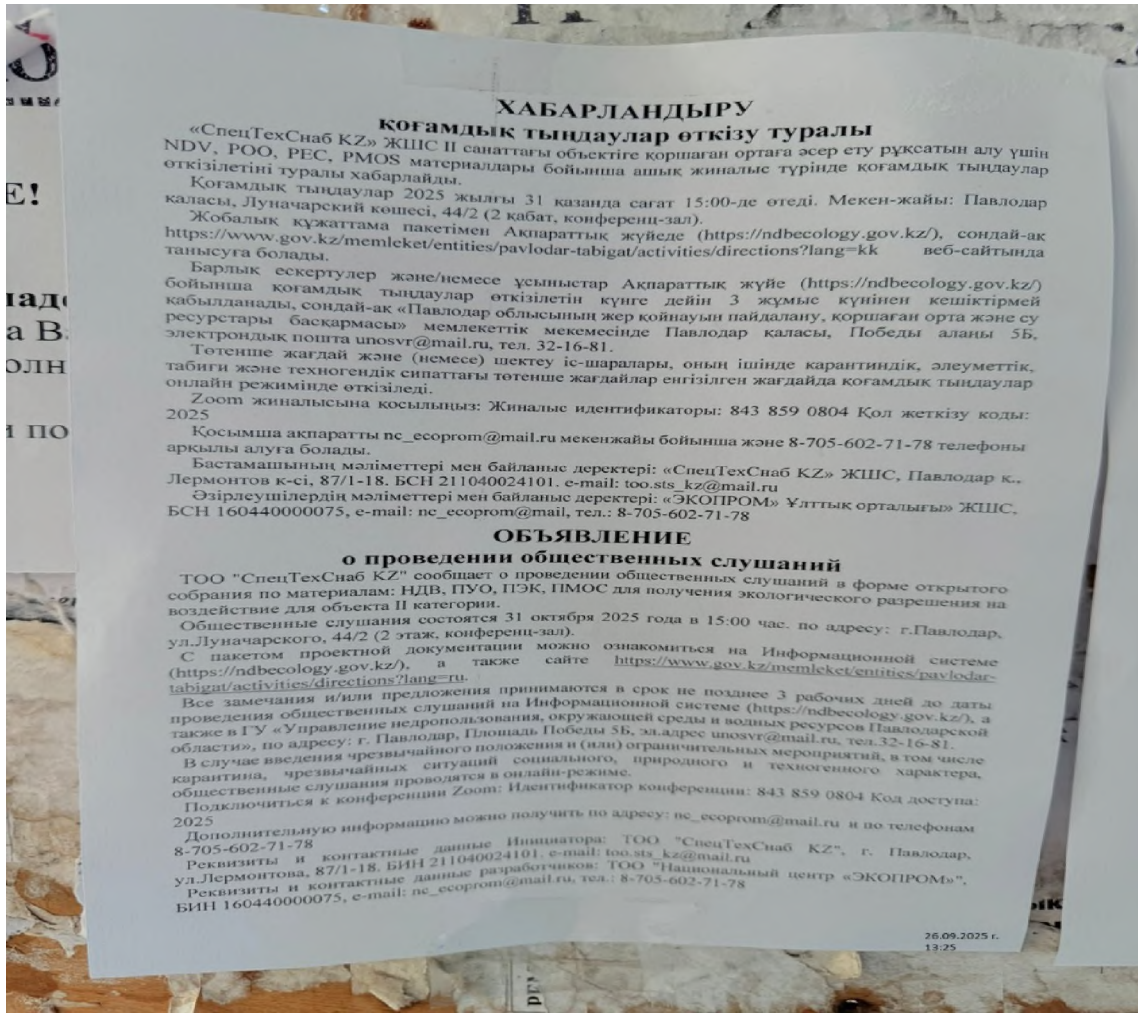 ХАБАРЛАНДЫРУ
қоғамдық тыңдаулар өткізу туралы
«СпецТехСнаб KZ» ЖШС II санаттағы объектіге қоршаған ортаға әсер ету рұқсатын алу үшін
NDV, РОО, РЕС, PMOS материалдары бойынша ашық жиналыс түрінде қоғамдық тыңдаулар
өткізілетіні туралы хабарлайды.
Қоғамдық тыңдаулар 2025 жылғы 31 қазанда сағат 15:00-де өтеді. Мекен-жайы: Павлодар
қаласы, Луначарский көшесі, 44/2 (2 қабат, конференц-зал).
Жобалық құжаттама пакетімен Ақпараттық жүйеде (https://ndbecology.gov.kz/), сондай-ақ
https://www.gov.kz/memleket/entities/pavlodar-tabigat/activities/directions?lang=kk веб-сайтында
танысуға болады.
Барлық ескертулер және/немесе ұсыныстар Ақпараттық жүйе (https://ndbecology.gov.kz/)
бойынша қоғамдық тыңдаулар өткізілетін күнге дейін 3 жұмыс күнінен кешіктірмей
қабылданады, сондай-ақ «Павлодар облысының жер қойнауын пайдалану, қоршаған орта және су
ресурстары басқармасы» мемлекеттік мекемесінде Павлодар қаласы, Победы алаңы 5Б,
электрондық пошта unosvr@mail.ru, тел. 32-16-81.
Төтенше жағдай және (немесе) шектеу іс-шаралары, оның ішінде карантиндік, әлеуметтік,
табиғи және техногендік сипаттағы төтенше жағдайлар енгізілген жағдайда қоғамдық тыңдаулар
онлайн режимінде өткізіледі.
Zoom жиналысына қосылыңыз: Жиналыс идентификаторы: 843 859 0804 Қол жеткізу коды:
2025
Қосымша ақпаратты nc_ecoprom@mail.ru мекенжайы бойынша және 8-705-602-71-78 телефоны
арқылы алуға болады.
Бастамашының мәліметтері мен байланыс деректері: «СпецТехСнаб KZ» ЖШС, Павлодар к.,
Лермонтов к-сі, 87/1-18. БСН 211040024101. e-mail: too.sts_kz@mail.ru
Әзірлеушілердің мәліметтері мен байланыс деректері: «ЭКОПРОМ» Ұлттық орталығы» ЖШС,
БСН 160440000075, e-mail: nc_ecoprom@mail, тел.: 8-705-602-71-78
ОБЪЯВЛЕНИЕ
о проведении общественных слушаний
ТОО "СпецТехСнаб KZ" сообщает о проведении общественных слушаний в форме открытого
собрания по материалам: НДВ, ПУО, ПЭК, ПМОС для получения экологического разрешения на
воздействие для объекта II категории.
Общественные слушания состоятся 31 октября 2025 года в 15:00 час. по адресу: г.Павлодар,
ул.Луначарского, 44/2 (2 этаж, конференц-зал).
С пакетом проектной документации можно ознакомиться на Информационной системе
(https://ndbecology.gov.kz/), а также сайте https://www.gov.kz/memleket/entities/pavlodar-
tabigat/activities/directions?lang=ru.
Все замечания и/или предложения принимаются в срок не позднее 3 рабочих дней до даты
проведения общественных слушаний на Информационной системе (https://ndbecology.gov.kz/), а
также в ГУ «Управление недропользования, окружающей среды и водных ресурсов Павлодарской
области», по адресу: г. Павлодар, Площадь Победы 5Б, эл.адрес unosvr@mail.ru, тел.32-16-81.
В случае введения чрезвычайного положения и (или) ограничительных мероприятий, в том числе
карантина, чрезвычайных ситуаций социального, природного и техногенного характера,
общественные слушания проводятся в онлайн-режиме.
Подключиться к конференции Zoom: Идентификатор конференции: 843 859 0804 Код доступа:
2025
Дополнительную информацию можно получить по адресу: nc_ecoprom@mail.ru и по телефонам
8-705-602-71-78
Реквизиты и контактные данные Инициатора: ТОО "СпецТехСнаб KZ", г. Павлодар,
ул.Лермонтова, 87/1-18. БИН 211040024101. e-mail: too.sts_kz@mail.ru
Реквизиты и контактные данные разработчиков: ТОО "Национальный центр «ЭКОПРОМ»",
БИН 160440000075, e-mail: nc_ecoprom@mail.ru, тел.: 8-705-602-71-78
26.09.2025 г.
13:25